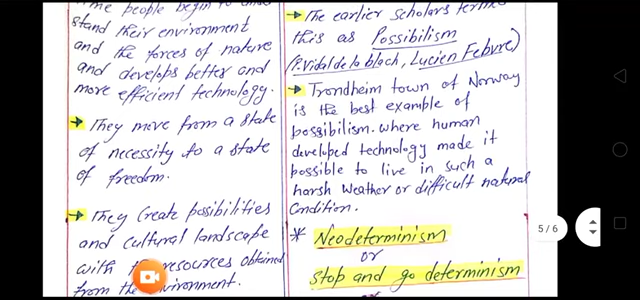 people begin to
stand their environment
and the forces of nature
and develops better and
more efficient technology.
→ They move from a state
of necessity to a state
of freedom.
→ They Create possibilities
and cultural landscape
with resources obtained
from the environment.
→ The earlier scholars
this as Possibilism
(P. Vidal de la blach, Lucien Febvre)
→ Trondheim town of Norway
is the best example of
possibilism. where human
developed technology made it
possible to live in such a
harsh weather or difficult natural
Condition.
* Neodeterminism
or
Stop and go determinism
5/6